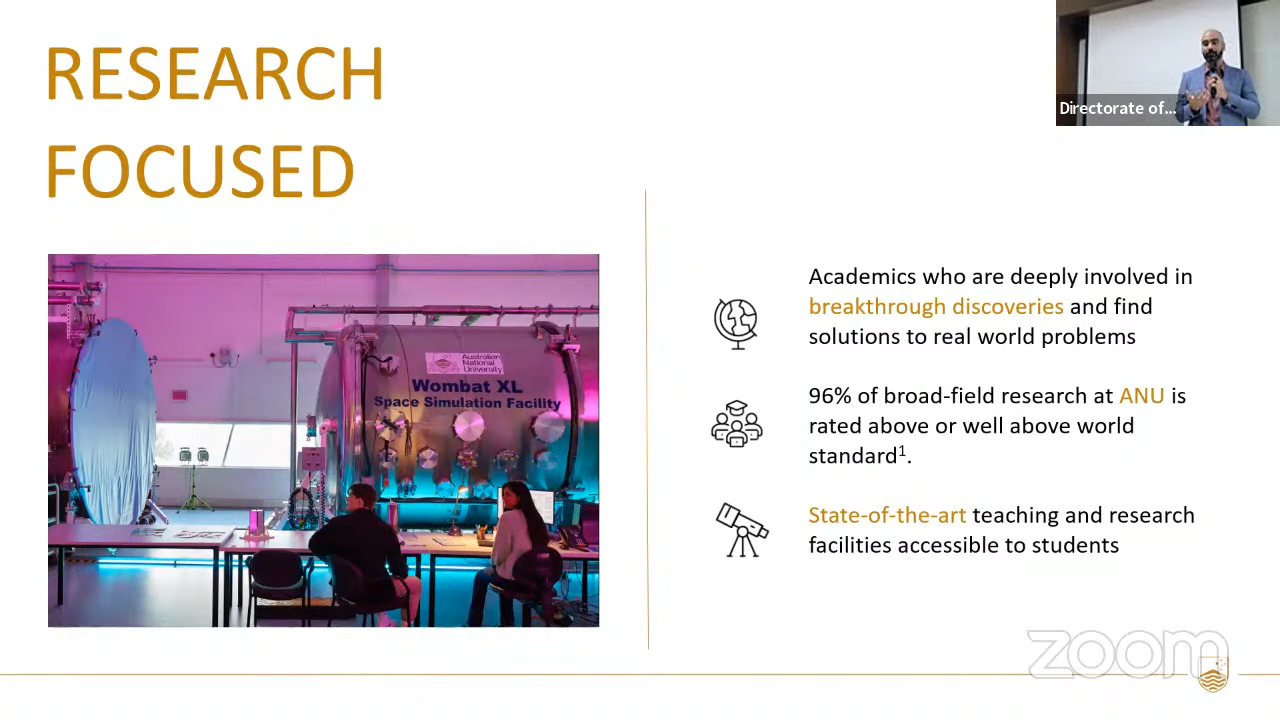 RESEARCH
FOCUSED
Directorate of...
Australian
National
University
Wombat XL
Space Simulation Facility
Academics who are deeply involved in
breakthrough discoveries and find
solutions to real world problems
96% of broad-field research at ANU is
rated above or well above world
standard¹.
State-of-the-art teaching and research
facilities accessible to students
zoom